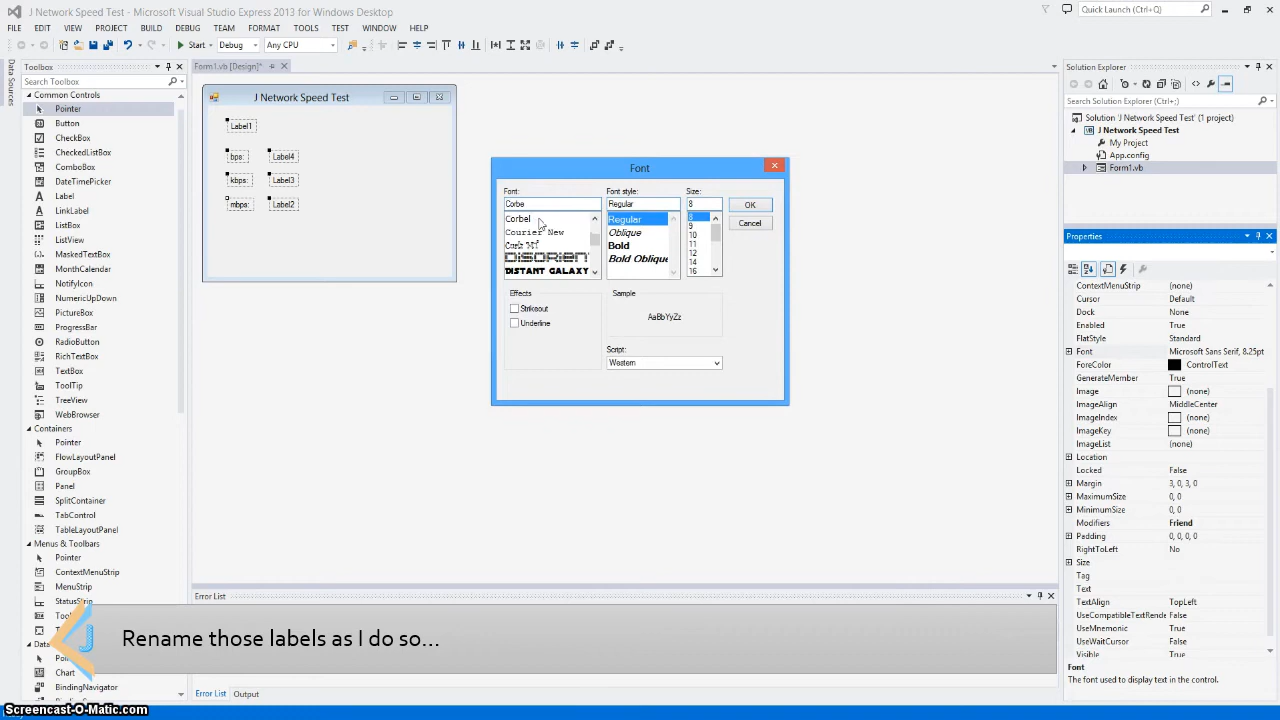 J Network Speed Test - Microsoft Visual Studio Express 2013 for Windows Desktop
Quick Launch (Ctrl+Q)
FILE EDIT VIEW PROJECT BUILD DEBUG TEAM FORMAT TOOLS TEST WINDOW HELP
Start Debug Any CPU
Data Sources
Toolbox
Search Toolbox
Common Controls
Pointer
Button
CheckBox
CheckedListBox
ComboBox
DateTimePicker
Label
LinkLabel
ListBox
ListView
MaskedTextBox
MonthCalendar
NotifyIcon
NumericUpDown
PictureBox
ProgressBar
RadioButton
RichTextBox
TextBox
ToolTip
TreeView
WebBrowser
Containers
Pointer
FlowLayoutPanel
GroupBox
Panel
SplitContainer
TabControl
TableLayoutPanel
Menus & Toolbars
Pointer
ContextMenuStrip
MenuStrip
StatusStrip
Chart
BindingNavigator
Form1.vb [Design]*
J Network Speed Test
Label1
bps: Label4
kbps: Label3
mbps: Label2
Font
Font: Font style: Size:
Corbe Regular 8
OK
Cancel
Corbel
Courier New
Curlz MT
DISORIENT
DISTANT GALAXY
Regular
Oblique
Bold
Bold Oblique
8
9
10
11
12
14
16
Effects
Strikeout
Underline
Sample
AaBbYyZz
Script:
Western
Solution Explorer
Search Solution Explorer (Ctrl+;)
Solution 'J Network Speed Test' (1 project)
J Network Speed Test
My Project
App.config
Form1.vb
Properties
ContextMenuStrip (none)
Cursor Default
Dock None
Enabled True
FlatStyle Standard
Font Microsoft Sans Serif, 8.25pt
ForeColor ControlText
GenerateMember True
Image (none)
ImageAlign MiddleCenter
ImageIndex (none)
ImageKey (none)
ImageList (none)
Location
Locked False
Margin 3, 0, 3, 0
MaximumSize 0, 0
MinimumSize 0, 0
Modifiers Friend
Padding 0, 0, 0, 0
RightToLeft No
Size
Tag
Text
TextAlign TopLeft
UseCompatibleTextRende False
UseMnemonic True
UseWaitCursor False
Visible True
Font
The font used to display text in the control.
Error List
Rename those labels as I do so...
Error List Output
Screencast-O-Matic.com